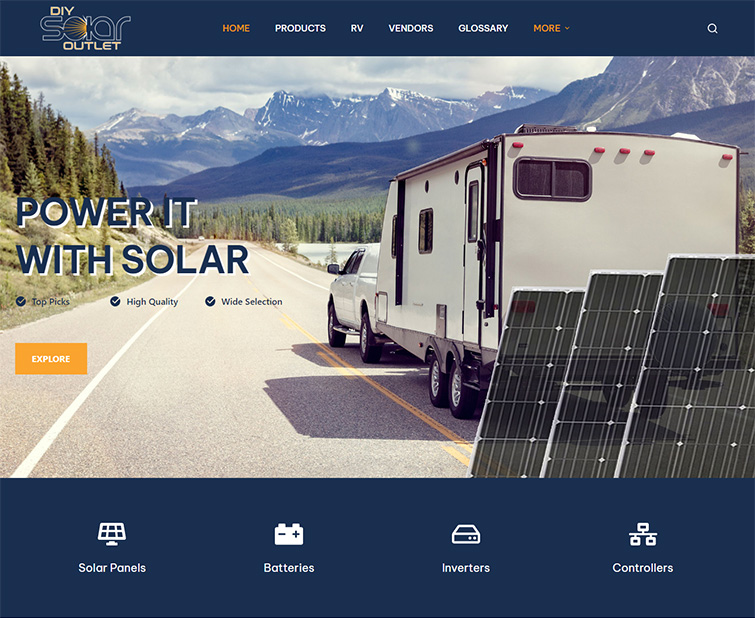 DIY
Solar
OUTLET
HOME PRODUCTS RV VENDORS GLOSSARY MORE
POWER IT
WITH SOLAR
Top Picks High Quality Wide Selection
EXPLORE
Solar Panels Batteries Inverters Controllers